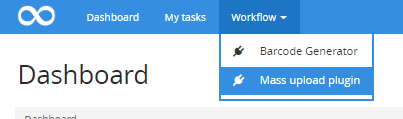 Dashboard My tasks Workflow
Barcode Generator
Mass upload plugin
Dashboard
Dashboard